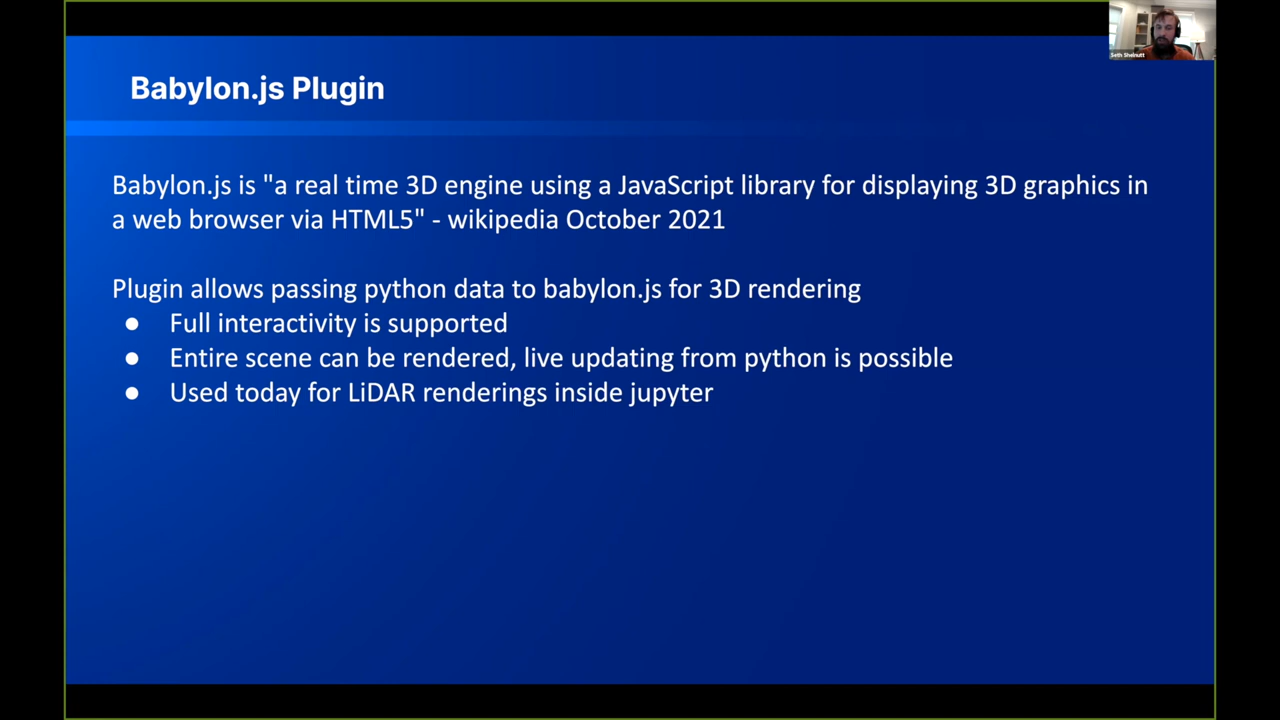 Babylon.js Plugin
Seth Shelnutt
Babylon.js is "a real time 3D engine using a JavaScript library for displaying 3D graphics in
a web browser via HTML5" - wikipedia October 2021
Plugin allows passing python data to babylon.js for 3D rendering
● Full interactivity is supported
● Entire scene can be rendered, live updating from python is possible
● Used today for LiDAR renderings inside jupyter